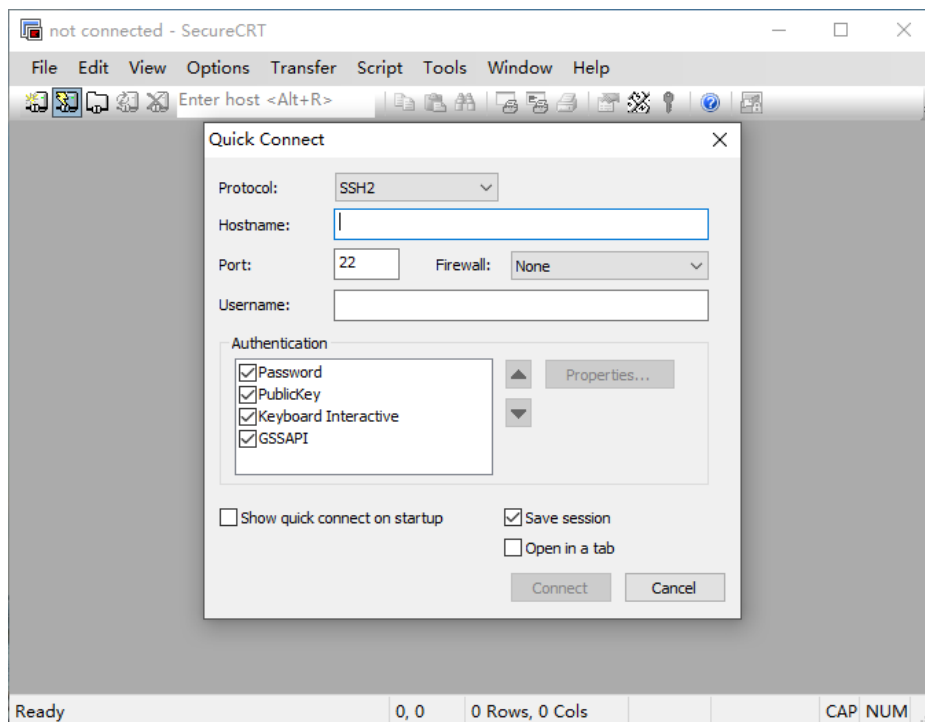 not connected - SecureCRT
File Edit View Options Transfer Script Tools Window Help
Enter host <Alt+R>
Quick Connect
Protocol: SSH2
Hostname:
Port: 22 Firewall: None
Username:
Authentication
Password
PublicKey
Keyboard Interactive
GSSAPI
Properties...
Show quick connect on startup Save session
Open in a tab
Connect Cancel
Ready 0, 0 0 Rows, 0 Cols CAP NUM